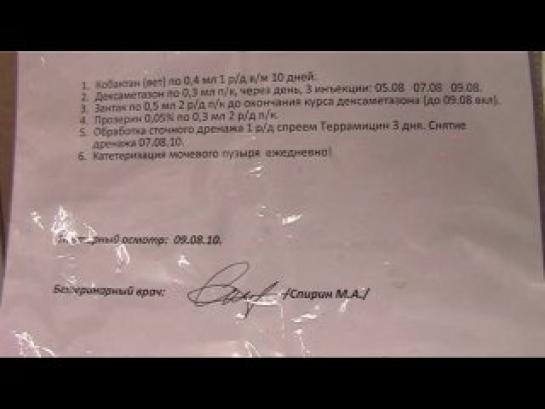 1. Кобактан (вет) по 0,4 мл 1 р/д в/м 10 дней.
2. Дексаметазон по 0,3 мл п/к, через день, 3 инъекции: 05.08 07.08 09.08.
3. Зантак по 0,5 мл 2 р/д п/к до окончания курса дексаметазона (до 09.08 вкл).
4. Прозерин 0,05% по 0,3 мл 2 р/д п/к.
5. Обработка сточного дренажа 1 р/д спреем Террамицин 3 дня. Снятие
дренажа 07.08.10.
6. Катетеризация мочевого пузыря ежедневно!
осмотр: 09.08.10.
Ветеринарный врач: /Спирин М.А./